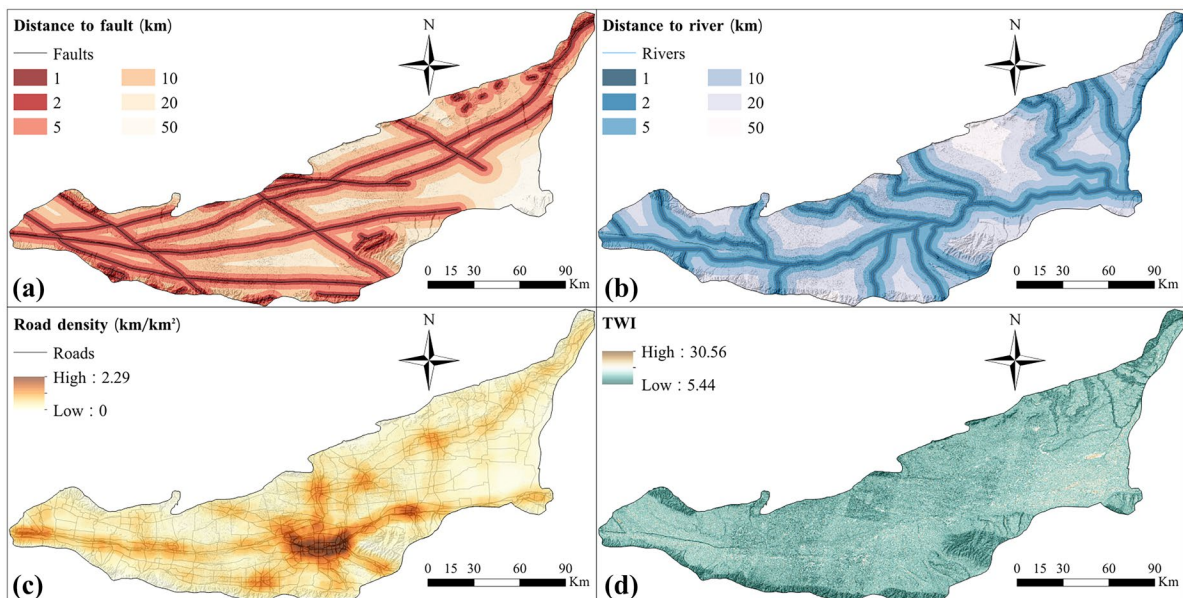 Distance to fault (km)
Faults
1 10
2 20
5 50
N
0 15 30 60 90
Km
(a)
Distance to river (km)
Rivers
1 10
2 20
5 50
N
0 15 30 60 90
Km
(b)
Road density (km/km²)
Roads
High : 2.29
Low : 0
N
0 15 30 60 90
Km
(c)
TWI
High : 30.56
Low : 5.44
N
0 15 30 60 90
Km
(d)